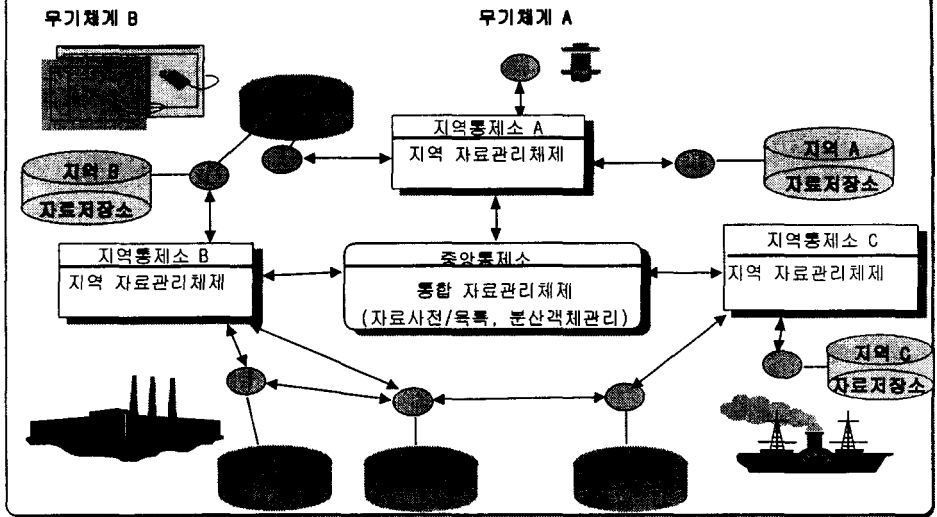 무기체계 B
무기체계 A
지역통제소 A
지역 자료관리체제
지역 A
자료저장소
지역 B
자료저장소
지역통제소 B
지역 자료관리체제
중앙통제소
통합 자료관리체제
(자료사전/목록, 분산객체관리)
지역통제소 C
지역 자료관리체제
지역 C
자료저장소